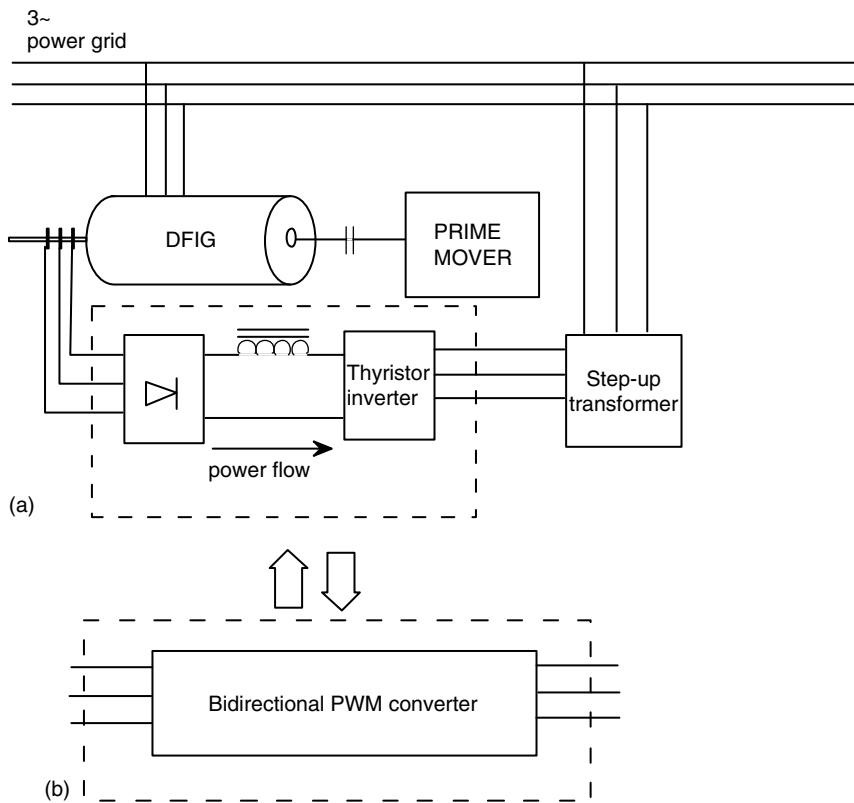 3~
power grid
DFIG
PRIME
MOVER
Thyristor
inverter
Step-up
transformer
power flow
(a)
Bidirectional PWM converter
(b)